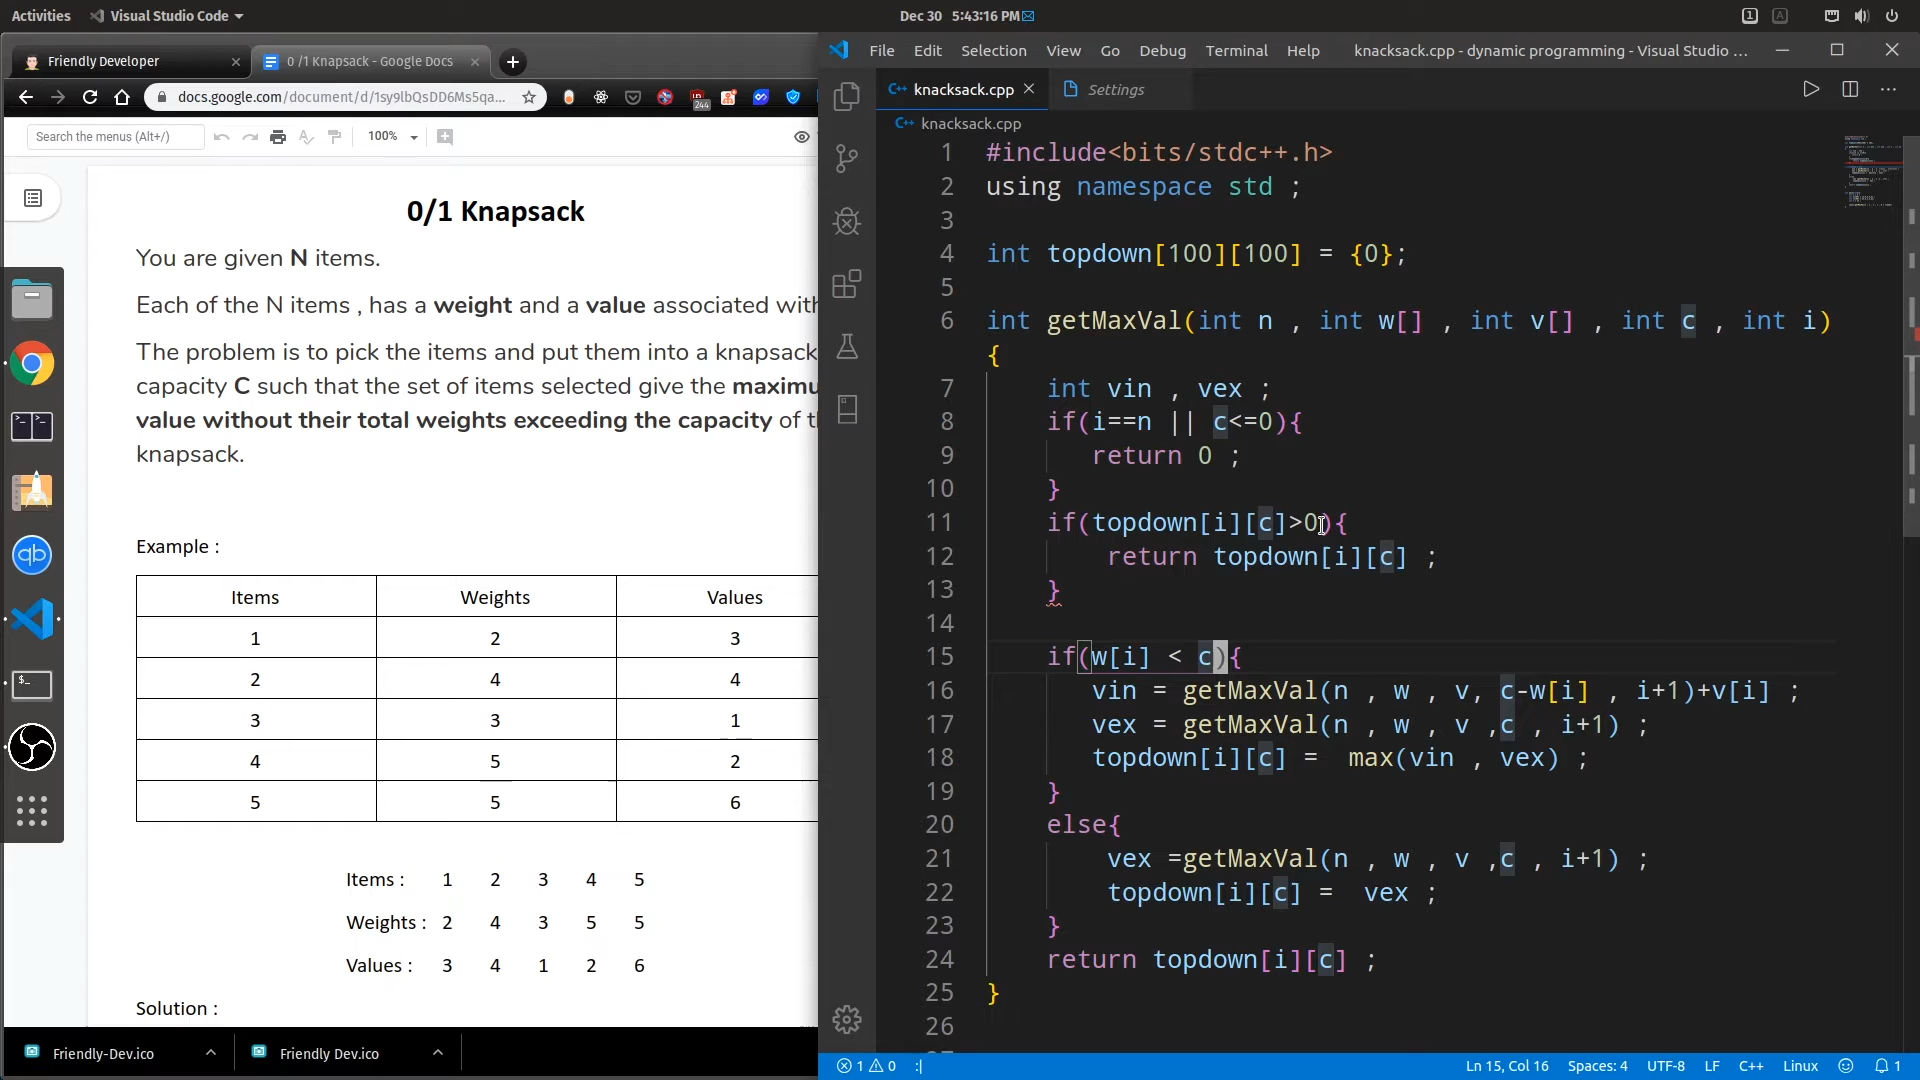 Activities
Visual Studio Code
Dec 30 5:43:16 PM
1
A
Friendly Developer
0 /1 Knapsack - Google Docs
docs.google.com/document/d/1sy9lbQsDD6Ms5qa...
244
Search the menus (Alt+/)
100%
0/1 Knapsack
You are given N items.
Each of the N items , has a weight and a value associated with
The problem is to pick the items and put them into a knapsack
capacity C such that the set of items selected give the maximu
value without their total weights exceeding the capacity of t
knapsack.
Example :
Items Weights Values
1 2 3
2 4 4
3 3 1
4 5 2
5 5 6
Items : 1 2 3 4 5
Weights : 2 4 3 5 5
Values : 3 4 1 2 6
Solution :
Friendly-Dev.ico
Friendly Dev.ico
File Edit Selection View Go Debug Terminal Help
knacksack.cpp - dynamic programming - Visual Studio ...
C++ knacksack.cpp
Settings
C++ knacksack.cpp
1 #include<bits/stdc++.h>
2 using namespace std ;
3
4 int topdown[100][100] = {0};
5
6 int getMaxVal(int n , int w[] , int v[] , int c , int i)
{
7 int vin , vex ;
8 if(i==n || c<=0){
9 return 0 ;
10 }
11 if(topdown[i][c]>0){
12 return topdown[i][c] ;
13 }
14
15 if(w[i] < c){
16 vin = getMaxVal(n , w , v, c-w[i] , i+1)+v[i] ;
17 vex = getMaxVal(n , w , v ,c , i+1) ;
18 topdown[i][c] =  max(vin , vex) ;
19 }
20 else{
21 vex =getMaxVal(n , w , v ,c , i+1) ;
22 topdown[i][c] =  vex ;
23 }
24 return topdown[i][c] ;
25 }
26
1 0 :|
Ln 15, Col 16 Spaces: 4 UTF-8 LF C++ Linux 1